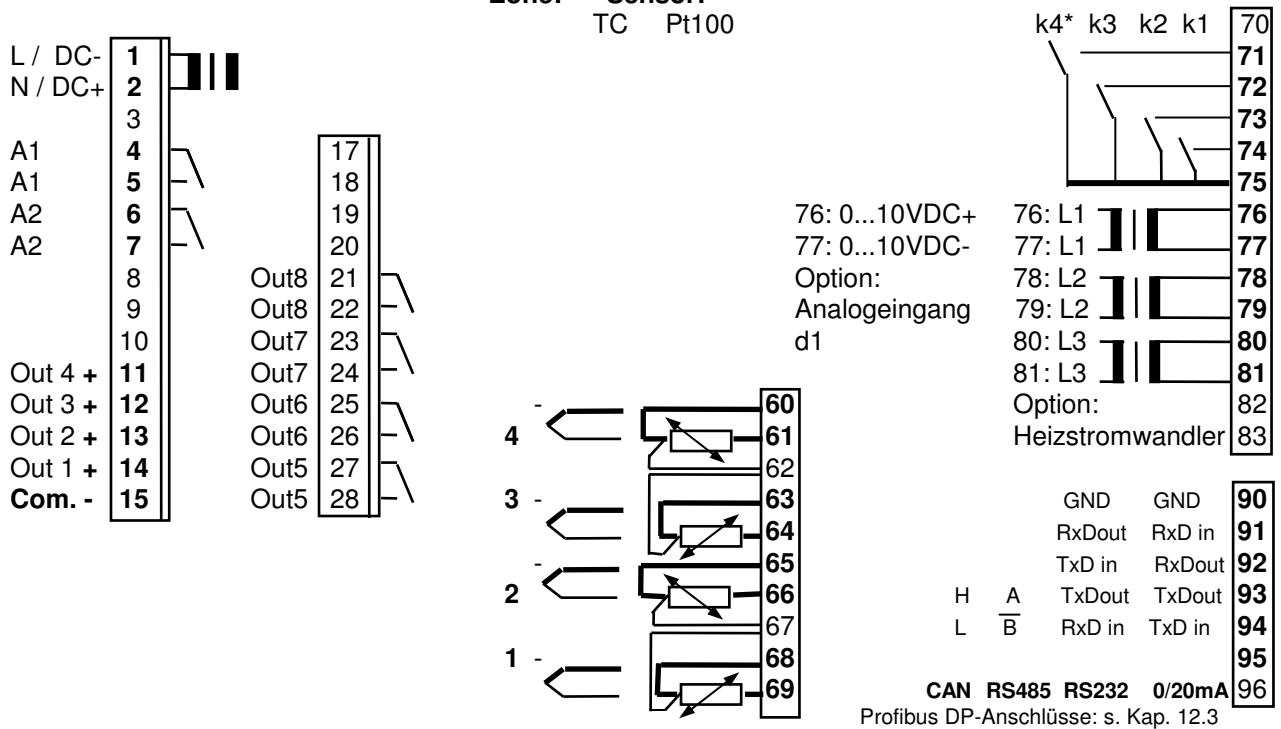 TC Pt100
k4* k3 k2 k1 70
L / DC- 1
N / DC+ 2
3
A1 4
A1 5
A2 6
A2 7
8
9
10
Out 4 + 11
Out 3 + 12
Out 2 + 13
Out 1 + 14
Com. - 15
17
18
19
20
Out8 21
Out8 22
Out7 23
Out7 24
Out6 25
Out6 26
Out5 27
Out5 28
4 -
3 -
2 -
1 -
60
61
62
63
64
65
66
67
68
69
71
72
73
74
75
76: 0...10VDC+ 76: L1 76
77: 0...10VDC- 77: L1 77
Option: 78: L2 78
Analogeingang 79: L2 79
d1 80: L3 80
81: L3 81
Option: 82
Heizstromwandler 83
GND GND 90
RxDout RxD in 91
TxD in RxDout 92
H A TxDout TxDout 93
L B RxD in TxD in 94
95
CAN RS485 RS232 0/20mA 96
Profibus DP-Anschlüsse: s. Kap. 12.3